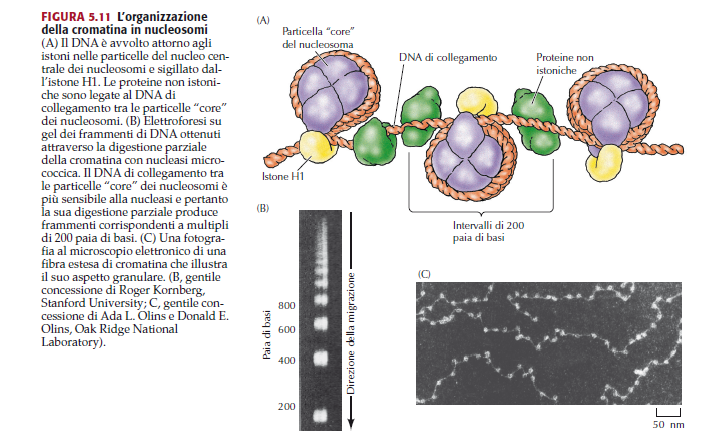 FIGURA 5.11 L'organizzazione
della cromatina in nucleosomi
(A) Il DNA è avvolto attorno agli
istoni nelle particelle del nucleo cen-
trale dei nucleosomi e sigillato dal-
l'istone H1. Le proteine non istoni-
che sono legate al DNA di
collegamento tra le particelle "core"
dei nucleosomi. (B) Elettroforesi su
gel dei frammenti di DNA ottenuti
attraverso la digestione parziale
della cromatina con nucleasi micro-
coccica. Il DNA di collegamento tra
le particelle "core" dei nucleosomi è
più sensibile alla nucleasi e pertanto
la sua digestione parziale produce
frammenti corrispondenti a multipli
di 200 paia di basi. (C) Una fotogra-
fia al microscopio elettronico di una
fibra estesa di cromatina che illustra
il suo aspetto granulare. (B, gentile
concessione di Roger Kornberg,
Stanford University; C, gentile con-
cessione di Ada L. Olins e Donald E.
Olins, Oak Ridge National
Laboratory).
(A)
Particella "core"
del nucleosoma
DNA di collegamento
Proteine non
istoniche
Istone H1
Intervalli di 200
paia di basi
(B)
Paia di basi
800
600
400
200
Direzione della migrazione
(C)
50 nm